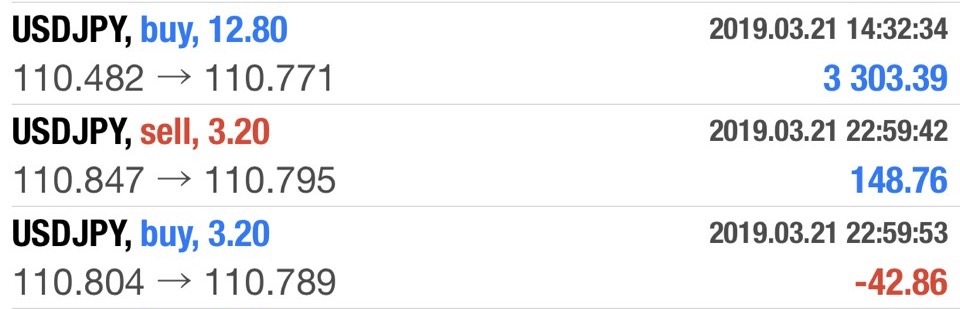 USDJPY, buy, 12.80 2019.03.21 14:32:34
110.482 → 110.771 3 303.39
USDJPY, sell, 3.20 2019.03.21 22:59:42
110.847 → 110.795 148.76
USDJPY, buy, 3.20 2019.03.21 22:59:53
110.804 → 110.789 -42.86